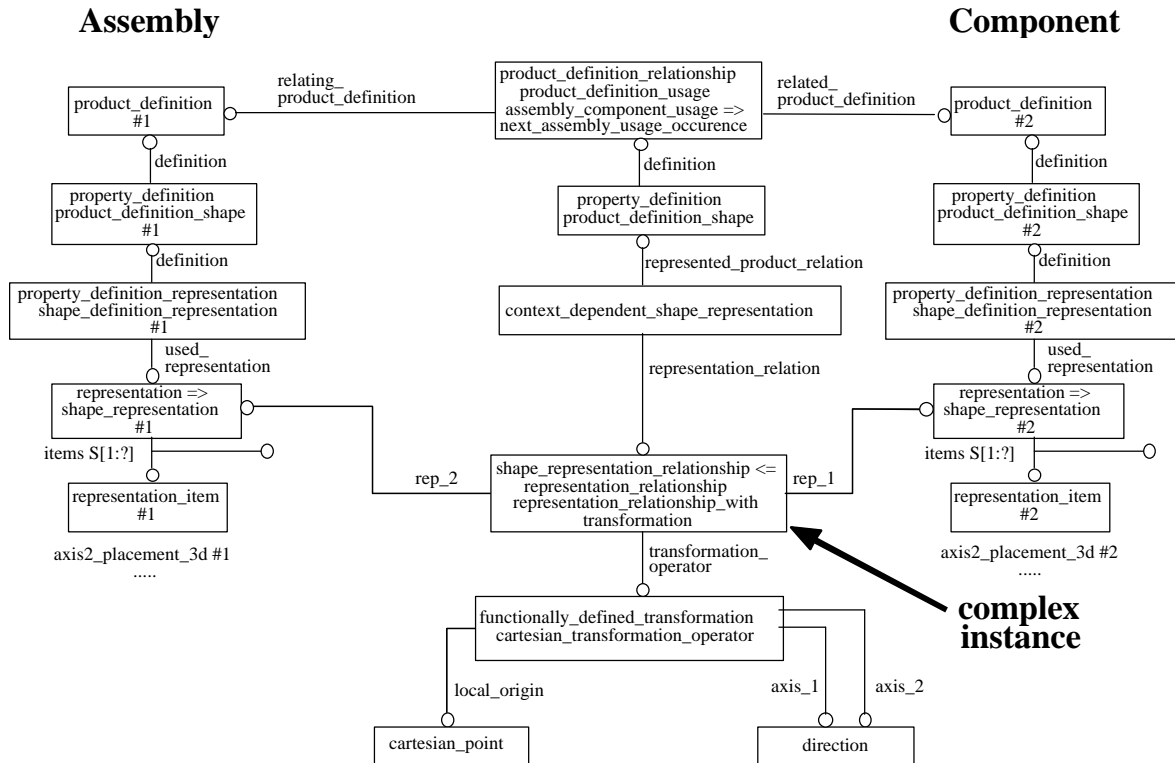 Assembly
Component
relating_
product_definition
product_definition_relationship
product_definition_usage
assembly_component_usage =>
next_assembly_usage_occurence
related_
product_definition
product_definition
#1
product_definition
#2
definition
definition
definition
property_definition
product_definition_shape
#1
property_definition
product_definition_shape
property_definition
product_definition_shape
#2
definition
represented_product_relation
definition
property_definition_representation
shape_definition_representation
#1
context_dependent_shape_representation
property_definition_representation
shape_definition_representation
#2
used_
representation
representation_relation
used_
representation
representation =>
shape_representation
#1
representation =>
shape_representation
#2
items S[1:?]
items S[1:?]
rep_2
shape_representation_relationship <=
representation_relationship
representation_relationship_with
transformation
rep_1
representation_item
#1
representation_item
#2
axis2_placement_3d #1
.....
transformation_
operator
axis2_placement_3d #2
.....
functionally_defined_transformation
cartesian_transformation_operator
complex
instance
local_origin
axis_1
axis_2
cartesian_point
direction